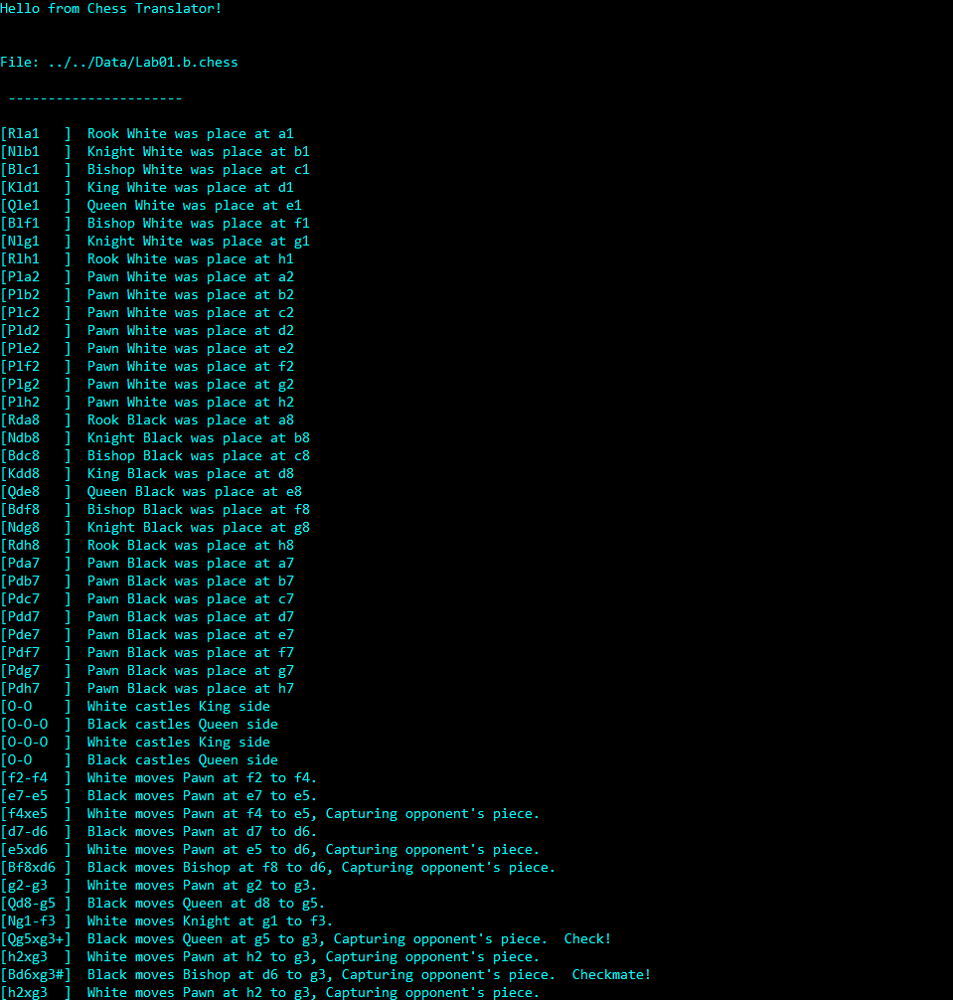 Hello from Chess Translator!
File: ../../Data/Lab01.b.chess
----------------------
[Rla1   ]  Rook White was place at a1
[Nlb1   ]  Knight White was place at b1
[Blc1   ]  Bishop White was place at c1
[Kld1   ]  King White was place at d1
[Qle1   ]  Queen White was place at e1
[Blf1   ]  Bishop White was place at f1
[Nlg1   ]  Knight White was place at g1
[Rlh1   ]  Rook White was place at h1
[Pla2   ]  Pawn White was place at a2
[Plb2   ]  Pawn White was place at b2
[Plc2   ]  Pawn White was place at c2
[Pld2   ]  Pawn White was place at d2
[Ple2   ]  Pawn White was place at e2
[Plf2   ]  Pawn White was place at f2
[Plg2   ]  Pawn White was place at g2
[Plh2   ]  Pawn White was place at h2
[Rda8   ]  Rook Black was place at a8
[Ndb8   ]  Knight Black was place at b8
[Bdc8   ]  Bishop Black was place at c8
[Kdd8   ]  King Black was place at d8
[Qde8   ]  Queen Black was place at e8
[Bdf8   ]  Bishop Black was place at f8
[Ndg8   ]  Knight Black was place at g8
[Rdh8   ]  Rook Black was place at h8
[Pda7   ]  Pawn Black was place at a7
[Pdb7   ]  Pawn Black was place at b7
[Pdc7   ]  Pawn Black was place at c7
[Pdd7   ]  Pawn Black was place at d7
[Pde7   ]  Pawn Black was place at e7
[Pdf7   ]  Pawn Black was place at f7
[Pdg7   ]  Pawn Black was place at g7
[Pdh7   ]  Pawn Black was place at h7
[O-O    ]  White castles King side
[O-O-O  ]  Black castles Queen side
[O-O-O  ]  White castles King side
[O-O    ]  Black castles Queen side
[f2-f4  ]  White moves Pawn at f2 to f4.
[e7-e5  ]  Black moves Pawn at e7 to e5.
[f4xe5  ]  White moves Pawn at f4 to e5, Capturing opponent's piece.
[d7-d6  ]  Black moves Pawn at d7 to d6.
[e5xd6  ]  White moves Pawn at e5 to d6, Capturing opponent's piece.
[Bf8xd6 ]  Black moves Bishop at f8 to d6, Capturing opponent's piece.
[g2-g3  ]  White moves Pawn at g2 to g3.
[Qd8-g5 ]  Black moves Queen at d8 to g5.
[Ng1-f3 ]  White moves Knight at g1 to f3.
[Qg5xg3+]  Black moves Queen at g5 to g3, Capturing opponent's piece.  Check!
[h2xg3  ]  White moves Pawn at h2 to g3, Capturing opponent's piece.
[Bd6xg3#]  Black moves Bishop at d6 to g3, Capturing opponent's piece.  Checkmate!
[h2xg3  ]  White moves Pawn at h2 to g3, Capturing opponent's piece.